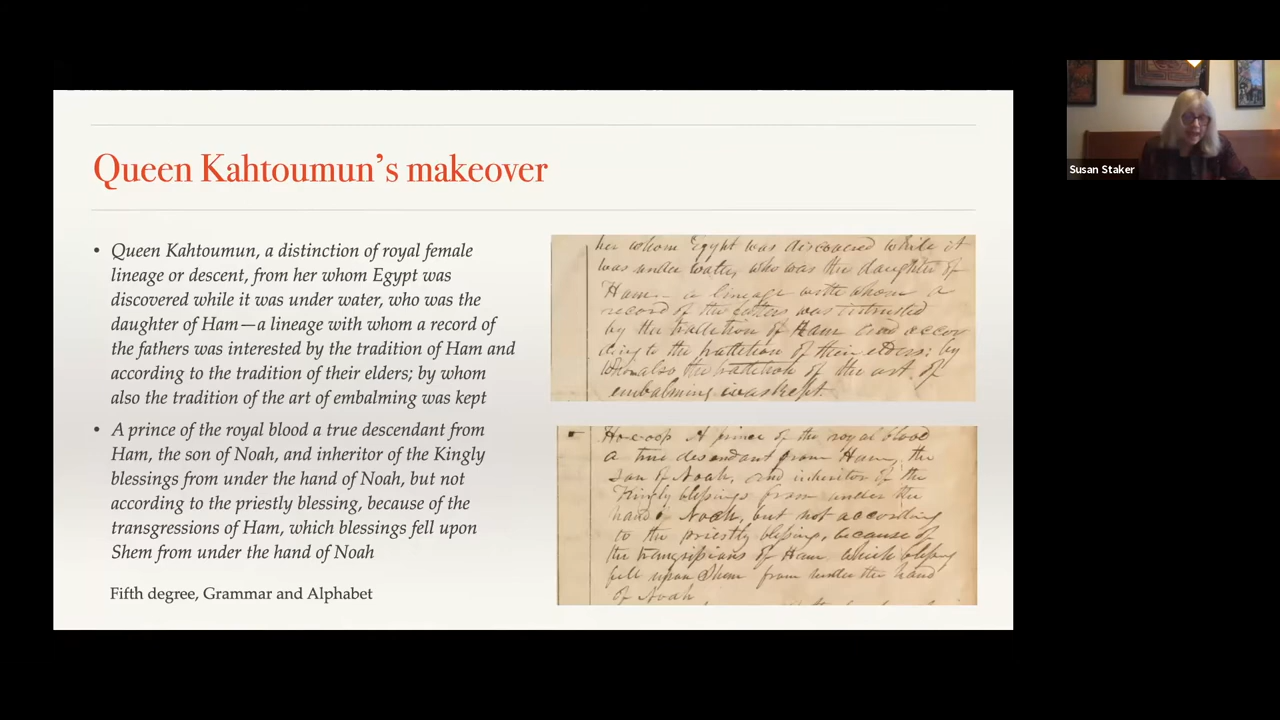 Queen Kahtoumun's makeover
• Queen Kahtoumun, a distinction of royal female
lineage or descent, from her whom Egypt was
discovered while it was under water, who was the
daughter of Ham—a lineage with whom a record of
the fathers was interested by the tradition of Ham and
according to the tradition of their elders; by whom
also the tradition of the art of embalming was kept
• A prince of the royal blood a true descendant from
Ham, the son of Noah, and inheritor of the Kingly
blessings from under the hand of Noah, but not
according to the priestly blessing, because of the
transgressions of Ham, which blessings fell upon
Shem from under the hand of Noah
Fifth degree, Grammar and Alphabet
her whom Egypt was discovered while it
was under water, who was the daughter of
Ham— a lineage with whom a
record of the fathers was intrusted
by the tradition of Ham and accor
ding to the tradition of their elders; by
whom also the tradition of the art of
embalming was kept.
Ho-e-oop A prince of the royal blood
a true descendant from Ham, the
Son of Noah, and inheritor of the
Kingly blessings from under the
hand of Noah, but not according
to the priestly blessing, because of
the transgressions of Ham which blessings
fell upon Shem from under the hand
of Noah
Susan Staker